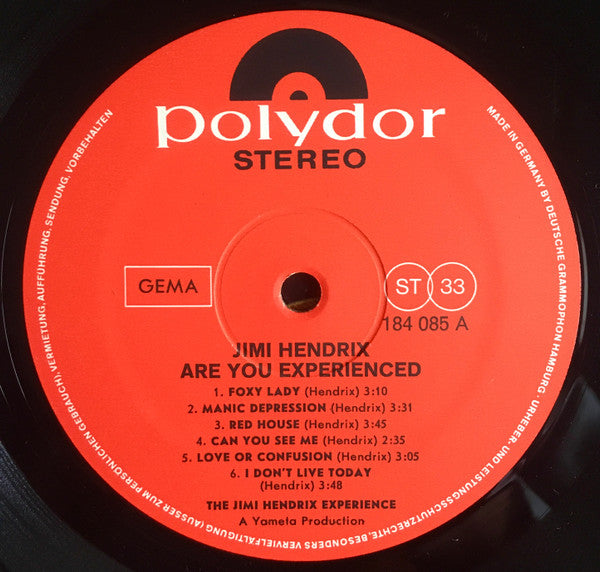 polydor
STEREO
GEMA
ST 33
184 085 A
JIMI HENDRIX
ARE YOU EXPERIENCED
1. FOXY LADY (Hendrix) 3:10
2. MANIC DEPRESSION (Hendrix) 3:31
3. RED HOUSE (Hendrix) 3:45
4. CAN YOU SEE ME (Hendrix) 2:35
5. LOVE OR CONFUSION (Hendrix) 3:05
6. I DON'T LIVE TODAY
(Hendrix) 3:48
THE JIMI HENDRIX EXPERIENCE
A Yameta Production
MADE IN GERMANY BY DEUTSCHE GRAMMOPHON HAMBURG · URHEBER- UND LEISTUNGSSCHUTZRECHTE, BESONDERS VERVIELFÄLTIGUNG (AUSSER ZUM PERSÖNLICHEN GEBRAUCH), VERMIETUNG, AUFFÜHRUNG, SENDUNG, VORBEHALTEN